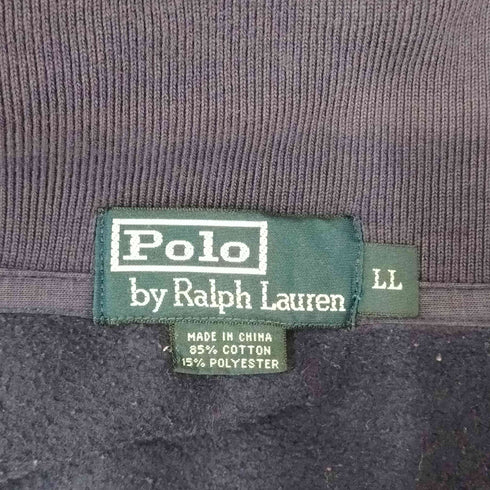 Polo
by Ralph Lauren
LL
MADE IN CHINA
85% COTTON
15% POLYESTER